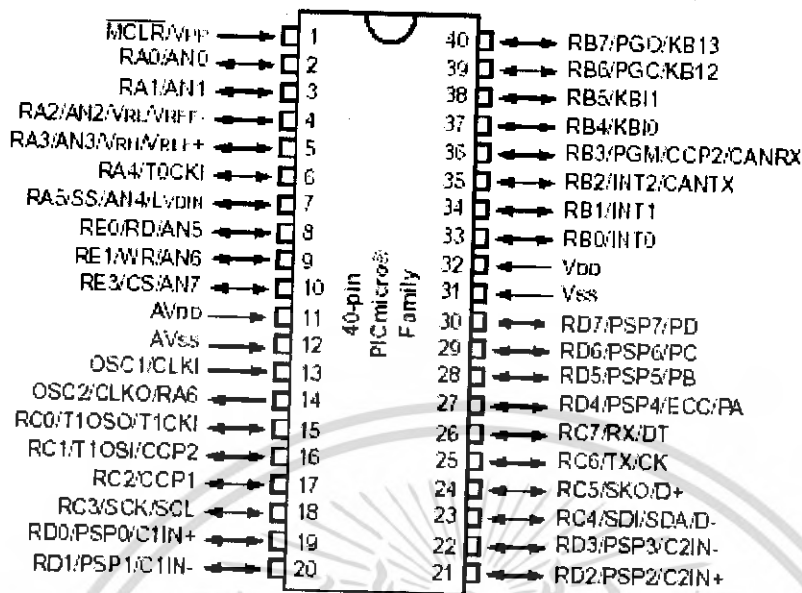 MCLR/VPP
RA0/AN0
RA1/AN1
RA2/AN2/VRL/VREF-
RA3/AN3/VRH/VREF+
RA4/T0CKI
RA5/SS/AN4/LVDIN
RE0/RD/AN5
RE1/WR/AN6
RE3/CS/AN7
AVDD
AVSS
OSC1/CLKI
OSC2/CLKO/RA6
RC0/T1OSO/T1CKI
RC1/T1OSI/CCP2
RC2/CCP1
RC3/SCK/SCL
RD0/PSP0/C1IN+
RD1/PSP1/C1IN-
1
2
3
4
5
6
7
8
9
10
11
12
13
14
15
16
17
18
19
20
40-pin
PICmicro®
Family
40
39
38
37
36
35
34
33
32
31
30
29
28
27
26
25
24
23
22
21
RB7/PGD/KB13
RB6/PGC/KB12
RB5/KBI1
RB4/KBI0
RB3/PGM/CCP2/CANRX
RB2/INT2/CANTX
RB1/INT1
RB0/INT0
VDD
VSS
RD7/PSP7/PD
RD6/PSP6/PC
RD5/PSP5/PB
RD4/PSP4/ECC/PA
RC7/RX/DT
RC6/TX/CK
RC5/SKO/D+
RC4/SDI/SDA/D-
RD3/PSP3/C2IN-
RD2/PSP2/C2IN+